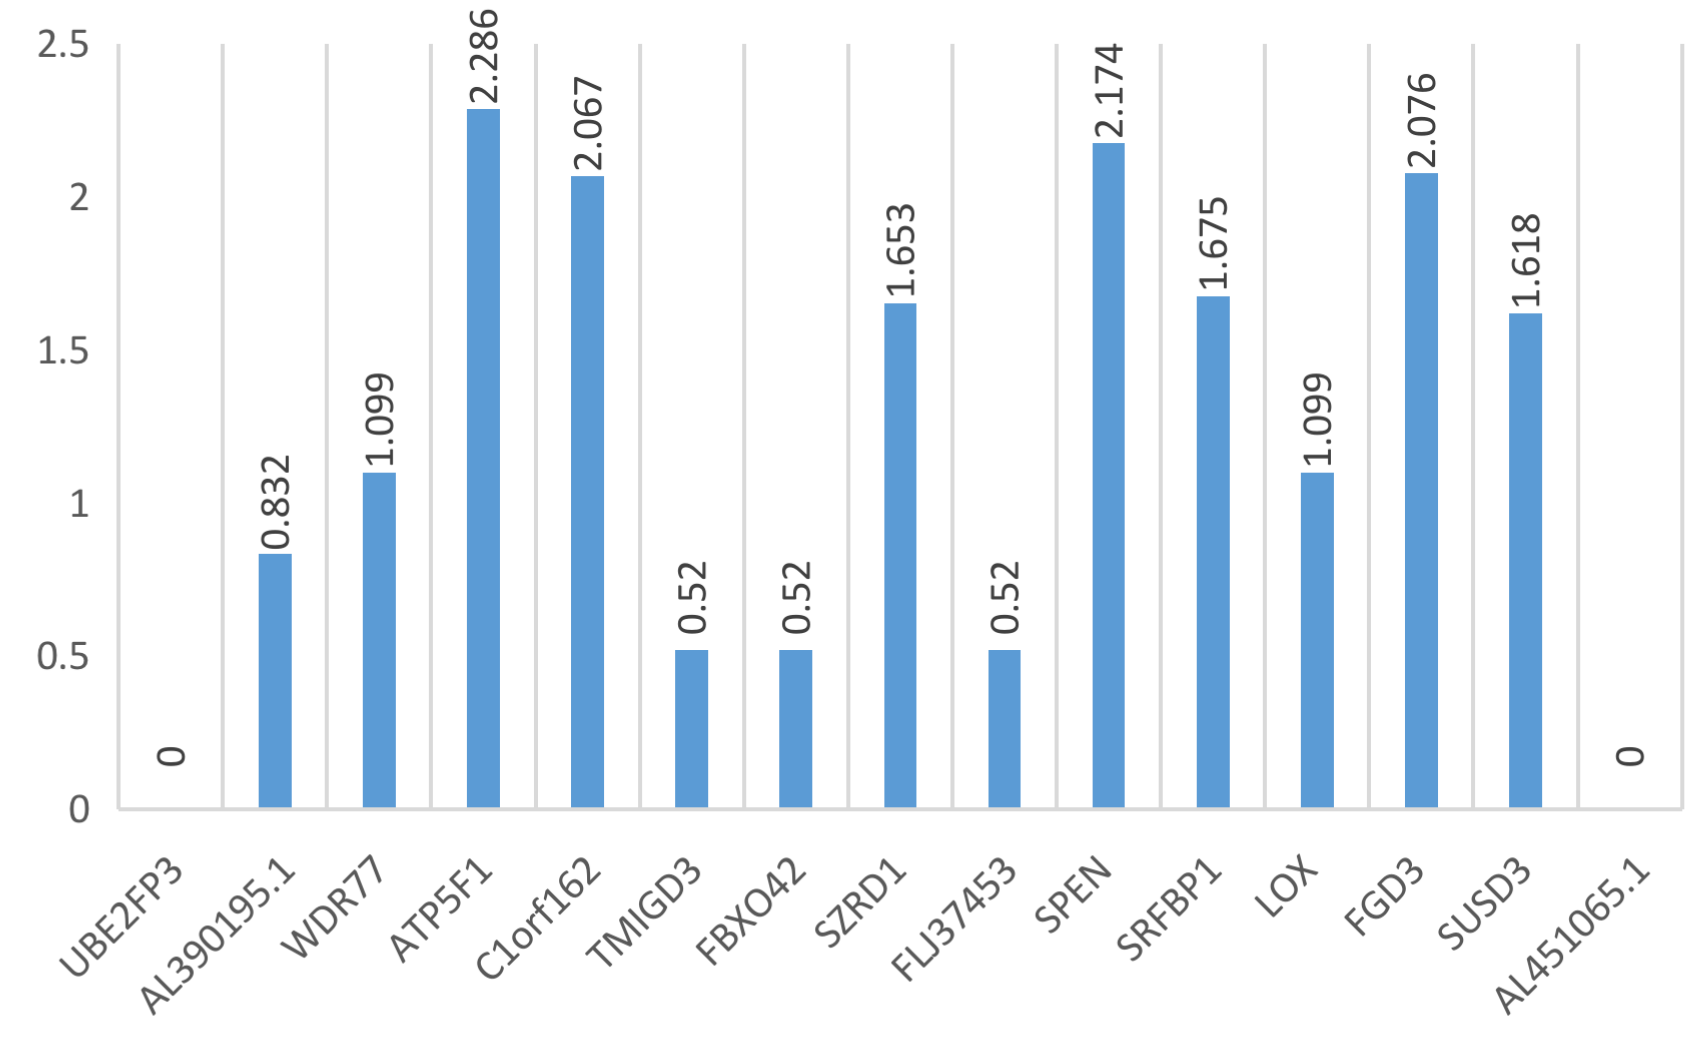 2.5
2
1.5
1
0.5
0
0
0.832
1.099
2.286
2.067
0.52
0.52
1.653
0.52
2.174
1.675
1.099
2.076
1.618
0
UBE2FP3
AL390195.1
WDR77
ATP5F1
C1orf162
TMIGD3
FBXO42
SZRD1
FLJ37453
SPEN
SRFBP1
LOX
FGD3
SUSD3
AL451065.1